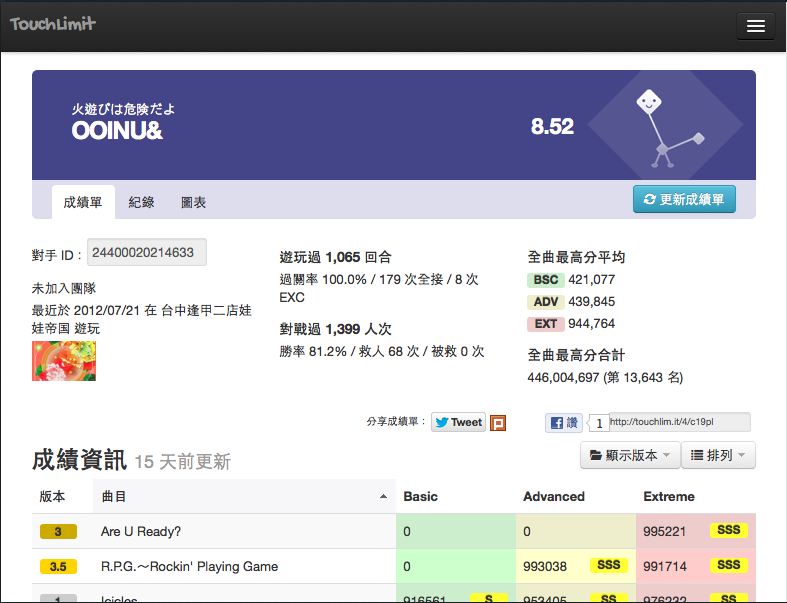 TouchLimit
火遊びは危険だよ
OOINU&
8.52
成績單 紀錄 圖表
更新成績單
對手 ID：24400020214633
未加入團隊
最近於 2012/07/21 在 台中逢甲二店娃
娃帝国 遊玩
遊玩過 1,065 回合
過關率 100.0% / 179 次全接 / 8 次
EXC
對戰過 1,399 人次
勝率 81.2% / 救人 68 次 / 被救 0 次
全曲最高分平均
BSC 421,077
ADV 439,845
EXT 944,764
全曲最高分合計
446,004,697 (第 13,643 名)
分享成績單： Tweet 讚 1 http://touchlim.it/4/c19pl
成績資訊 15 天前更新
顯示版本 排列
版本 曲目 Basic Advanced Extreme
3 Are U Ready? 0 0 995221 SSS
3.5 R.P.G.～Rockin' Playing Game 0 993038 SSS 991714 SSS
1 Icicles 916561 S 953405 SS 976232 SS